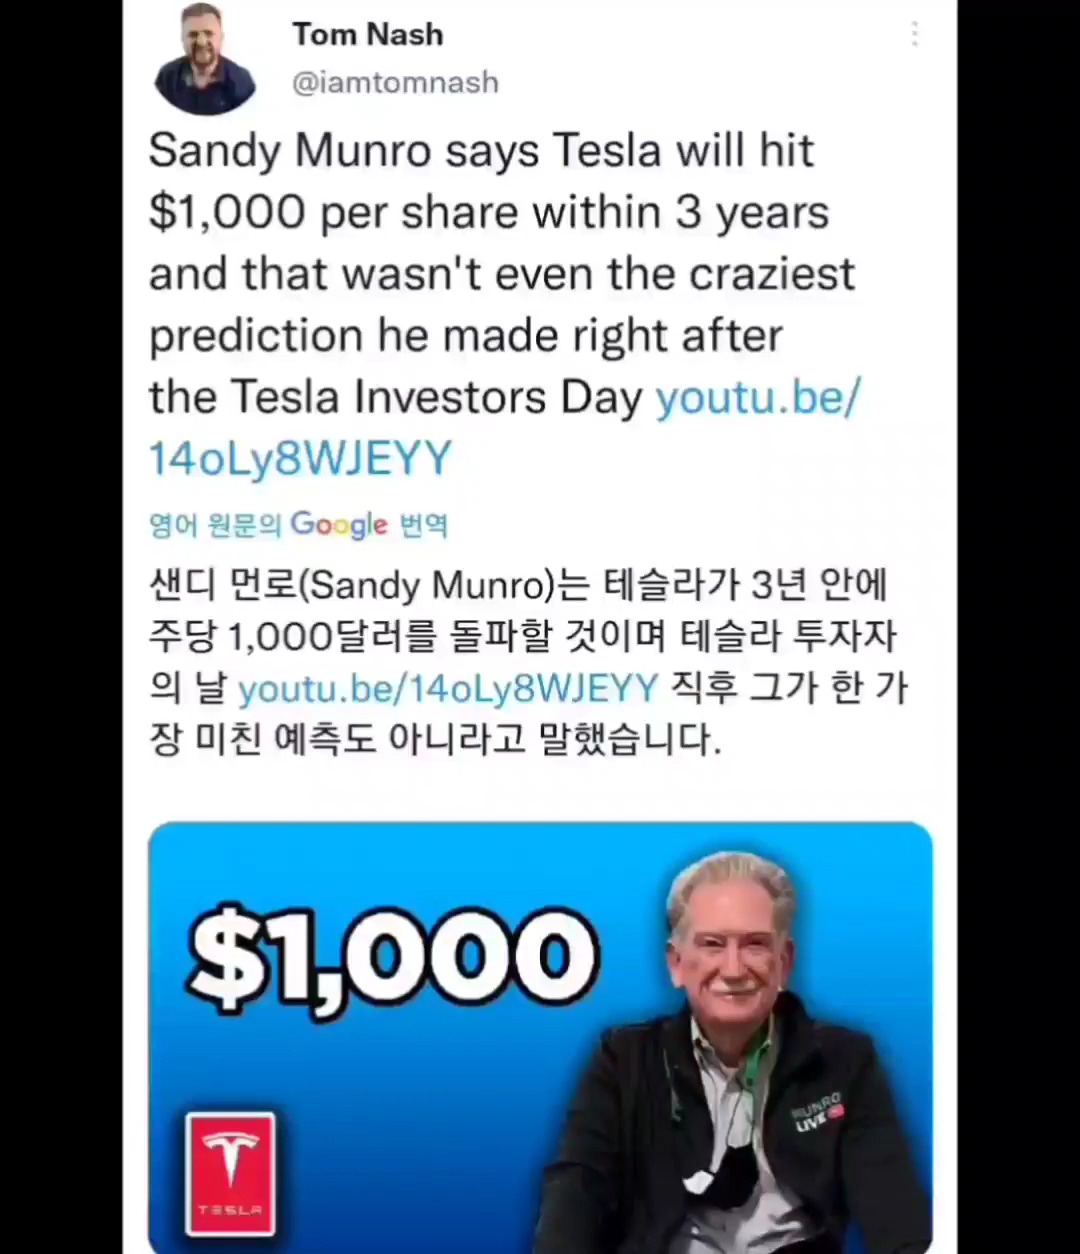 Tom Nash
@iamtomnash
Sandy Munro says Tesla will hit
$1,000 per share within 3 years
and that wasn't even the craziest
prediction he made right after
the Tesla Investors Day youtu.be/
14oLy8WJEYY
영어 원문의 Google 번역
샌디 먼로(Sandy Munro)는 테슬라가 3년 안에
주당 1,000달러를 돌파할 것이며 테슬라 투자자
의 날 youtu.be/14oLy8WJEYY 직후 그가 한 가
장 미친 예측도 아니라고 말했습니다.
$1,000
MUNRO
LIVE
TESLA